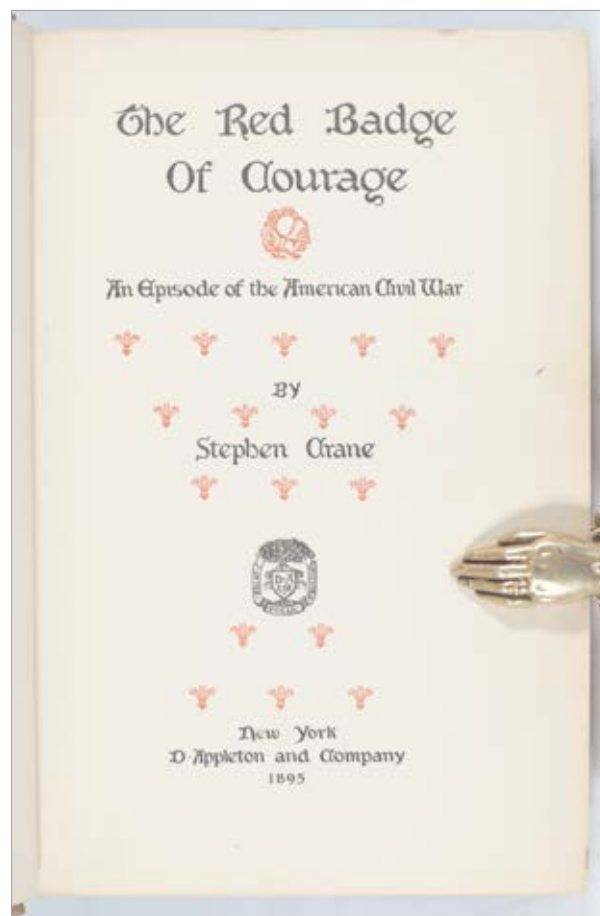 The Red Badge
Of Courage
An Episode of the American Civil War
BY
Stephen Crane
New York
D. Appleton and Company
1895